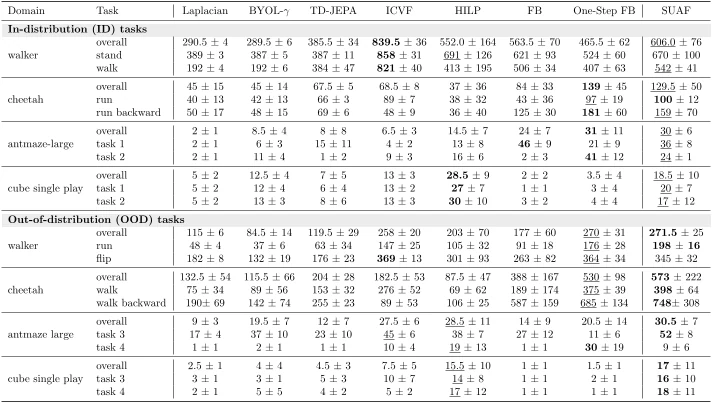 Domain Task Laplacian BYOL-γ TD-JEPA ICVF HILP FB One-Step FB SUAF
In-distribution (ID) tasks
overall 290.5 ± 4 289.5 ± 6 385.5 ± 34 839.5 ± 36 552.0 ± 164 563.5 ± 70 465.5 ± 62 606.0 ± 76
walker stand 389 ± 3 387 ± 5 387 ± 11 858 ± 31 691 ± 126 621 ± 93 524 ± 60 670 ± 100
walk 192 ± 4 192 ± 6 384 ± 47 821 ± 40 413 ± 195 506 ± 34 407 ± 63 542 ± 41
overall 45 ± 15 45 ± 14 67.5 ± 5 68.5 ± 8 37 ± 36 84 ± 33 139 ± 45 129.5 ± 50
cheetah run 40 ± 13 42 ± 13 66 ± 3 89 ± 7 38 ± 32 43 ± 36 97 ± 19 100 ± 12
run backward 50 ± 17 48 ± 15 69 ± 6 48 ± 9 36 ± 40 125 ± 30 181 ± 60 159 ± 70
overall 2 ± 1 8.5 ± 4 8 ± 8 6.5 ± 3 14.5 ± 7 24 ± 7 31 ± 11 30 ± 6
antmaze-large task 1 2 ± 1 6 ± 3 15 ± 11 4 ± 2 13 ± 8 46 ± 9 21 ± 9 36 ± 8
task 2 2 ± 1 11 ± 4 1 ± 2 9 ± 3 16 ± 6 2 ± 3 41 ± 12 24 ± 1
overall 5 ± 2 12.5 ± 4 7 ± 5 13 ± 3 28.5 ± 9 2 ± 2 3.5 ± 4 18.5 ± 10
cube single play task 1 5 ± 2 12 ± 4 6 ± 4 13 ± 2 27 ± 7 1 ± 1 3 ± 4 20 ± 7
task 2 5 ± 2 13 ± 3 8 ± 6 13 ± 3 30 ± 10 3 ± 2 4 ± 4 17 ± 12
Out-of-distribution (OOD) tasks
overall 115 ± 6 84.5 ± 14 119.5 ± 29 258 ± 20 203 ± 70 177 ± 60 270 ± 31 271.5 ± 25
walker run 48 ± 4 37 ± 6 63 ± 34 147 ± 25 105 ± 32 91 ± 18 176 ± 28 198 ± 16
flip 182 ± 8 132 ± 19 176 ± 23 369 ± 13 301 ± 93 263 ± 82 364 ± 34 345 ± 32
overall 132.5 ± 54 115.5 ± 66 204 ± 28 182.5 ± 53 87.5 ± 47 388 ± 167 530 ± 98 573 ± 222
cheetah walk 75 ± 34 89 ± 56 153 ± 32 276 ± 52 69 ± 62 189 ± 174 375 ± 39 398 ± 64
walk backward 190± 69 142 ± 74 255 ± 23 89 ± 53 106 ± 25 587 ± 159 685 ± 134 748± 308
overall 9 ± 3 19.5 ± 7 12 ± 7 27.5 ± 6 28.5 ± 11 14 ± 9 20.5 ± 14 30.5 ± 7
antmaze large task 3 17 ± 4 37 ± 10 23 ± 10 45 ± 6 38 ± 7 27 ± 12 11 ± 6 52 ± 8
task 4 1 ± 1 2 ± 1 1 ± 1 10 ± 4 19 ± 13 1 ± 1 30 ± 19 9 ± 6
overall 2.5 ± 1 4 ± 4 4.5 ± 3 7.5 ± 5 15.5 ± 10 1 ± 1 1.5 ± 1 17 ± 11
cube single play task 3 3 ± 1 3 ± 1 5 ± 3 10 ± 7 14 ± 8 1 ± 1 2 ± 1 16 ± 10
task 4 2 ± 1 5 ± 5 4 ± 2 5 ± 2 17 ± 12 1 ± 1 1 ± 1 18 ± 11